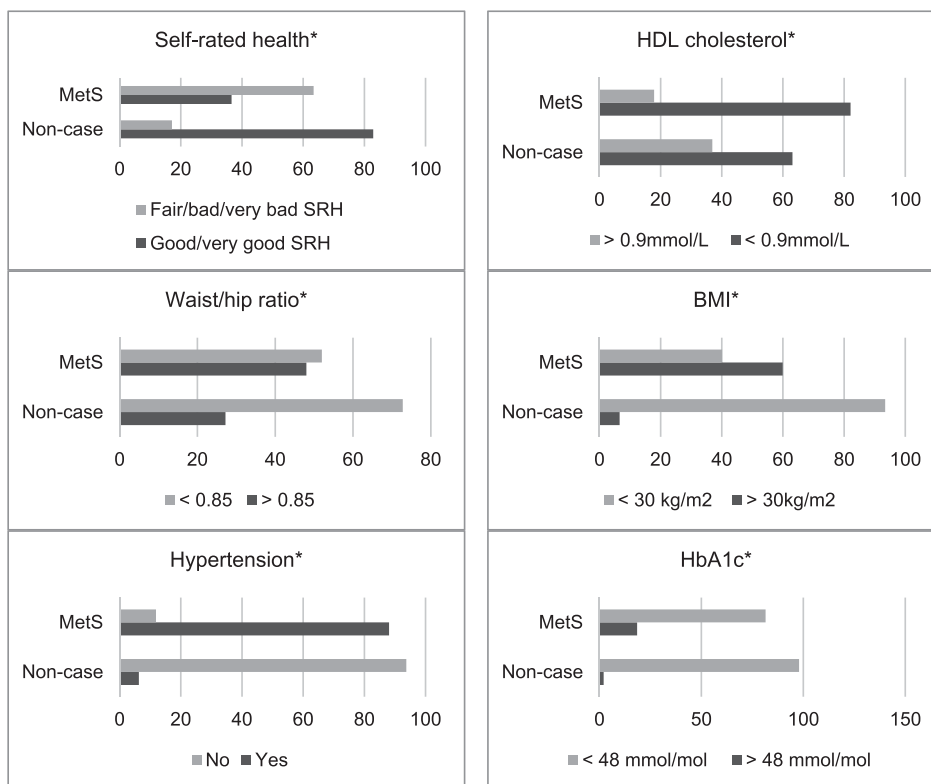 Self-rated health*
MetS
Non-case
0 20 40 60 80 100
Fair/bad/very bad SRH
Good/very good SRH
HDL cholesterol*
MetS
Non-case
0 20 40 60 80 100
> 0.9mmol/L < 0.9mmol/L
Waist/hip ratio*
MetS
Non-case
0 20 40 60 80
< 0.85 > 0.85
BMI*
MetS
Non-case
0 20 40 60 80 100
< 30 kg/m2 > 30kg/m2
Hypertension*
MetS
Non-case
0 20 40 60 80 100
No Yes
HbA1c*
MetS
Non-case
0 50 100 150
< 48 mmol/mol > 48 mmol/mol